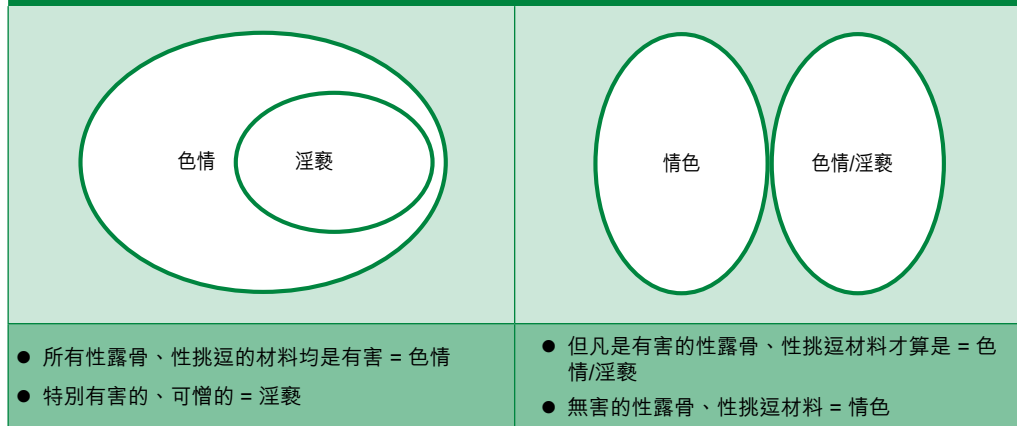 色情
淫褻
情色
色情/淫褻
● 所有性露骨、性挑逗的材料均是有害 = 色情
● 特別有害的、可憎的 = 淫褻
● 但凡是有害的性露骨、性挑逗材料才算是 = 色
情/淫褻
● 無害的性露骨、性挑逗材料 = 情色